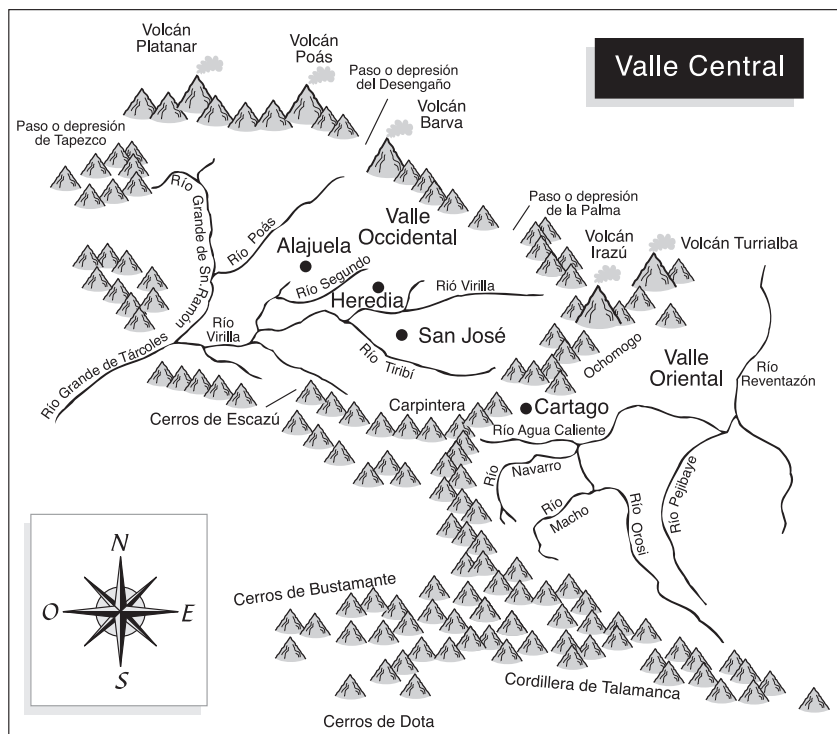 Valle Central
Volcán
Platanar
Volcán
Poás
Paso o depresión
del Desengaño
Volcán
Barva
Paso o depresión
de Tapezco
Río Grande de Sn. Ramón
Río Poás
Valle
Occidental
Alajuela
Río Segundo
Heredia
Rió Virilla
Paso o depresión
de la Palma
Volcán
Irazú
Volcán Turrialba
San José
Río
Virilla
Río Tiribí
Río Grande de Tárcoles
Ochomogo
Valle
Oriental
Río
Reventazón
Cerros de Escazú
Carpintera
Cartago
Río Agua Caliente
Río
Navarro
Río
Macho
Río Orosi
Río Pejibaye
Cerros de Bustamante
Cordillera de Talamanca
Cerros de Dota
N
O
E
S